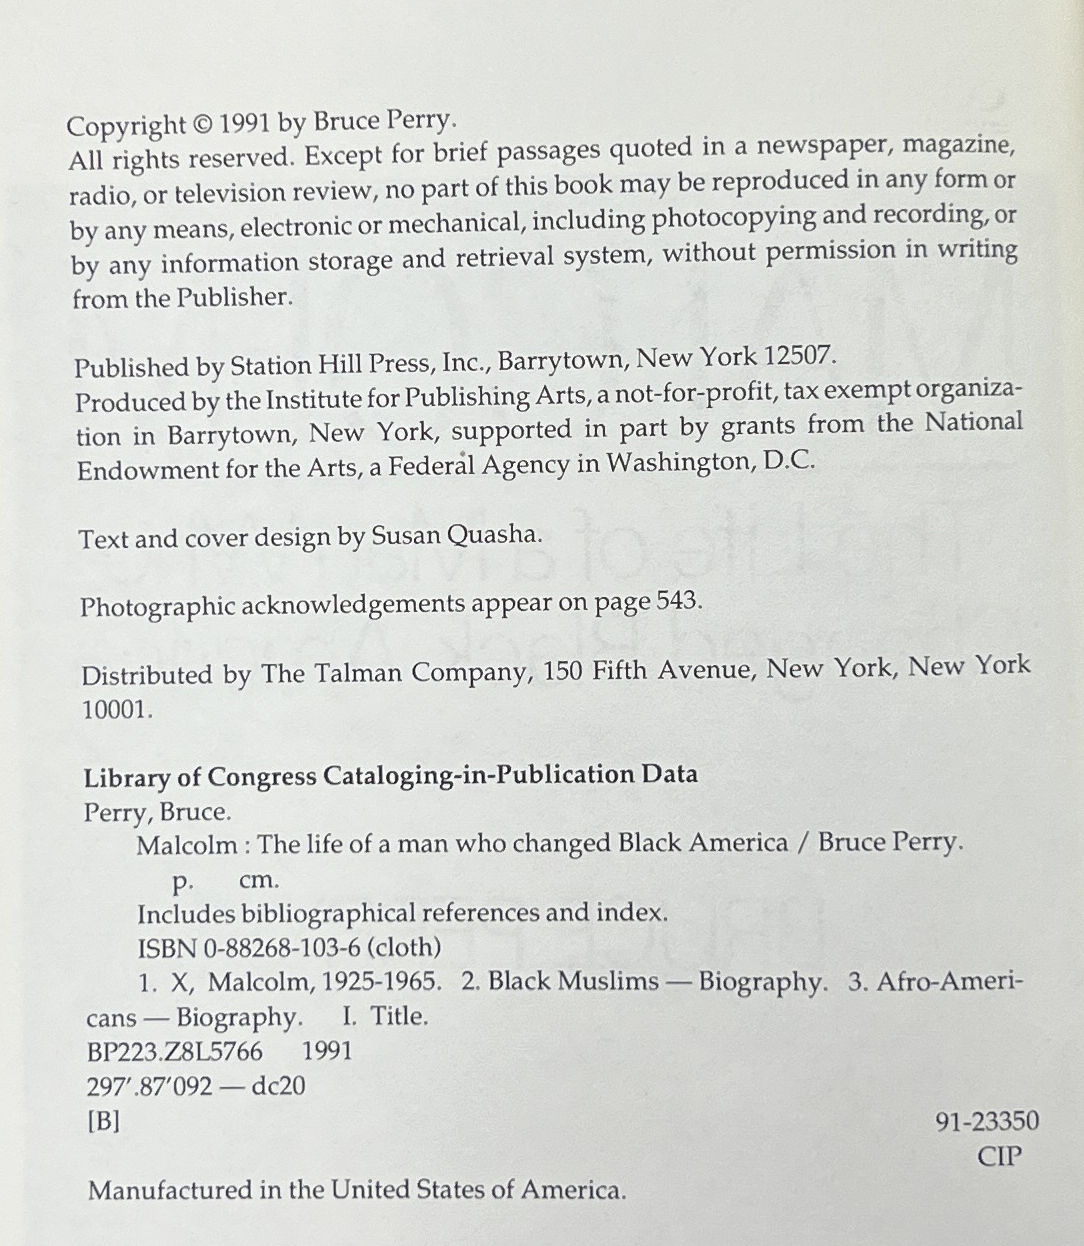 Copyright © 1991 by Bruce Perry.
All rights reserved. Except for brief passages quoted in a newspaper, magazine,
radio, or television review, no part of this book may be reproduced in any form or
by any means, electronic or mechanical, including photocopying and recording, or
by any information storage and retrieval system, without permission in writing
from the Publisher.
Published by Station Hill Press, Inc., Barrytown, New York 12507.
Produced by the Institute for Publishing Arts, a not-for-profit, tax exempt organiza-
tion in Barrytown, New York, supported in part by grants from the National
Endowment for the Arts, a Federal Agency in Washington, D.C.
Text and cover design by Susan Quasha.
Photographic acknowledgements appear on page 543.
Distributed by The Talman Company, 150 Fifth Avenue, New York, New York
10001.
Library of Congress Cataloging-in-Publication Data
Perry, Bruce.
Malcolm : The life of a man who changed Black America / Bruce Perry.
p. cm.
Includes bibliographical references and index.
ISBN 0-88268-103-6 (cloth)
1. X, Malcolm, 1925-1965. 2. Black Muslims — Biography. 3. Afro-Ameri-
cans — Biography. I. Title.
BP223.Z8L5766 1991
297'.87'092 — dc20
[B] 91-23350
CIP
Manufactured in the United States of America.